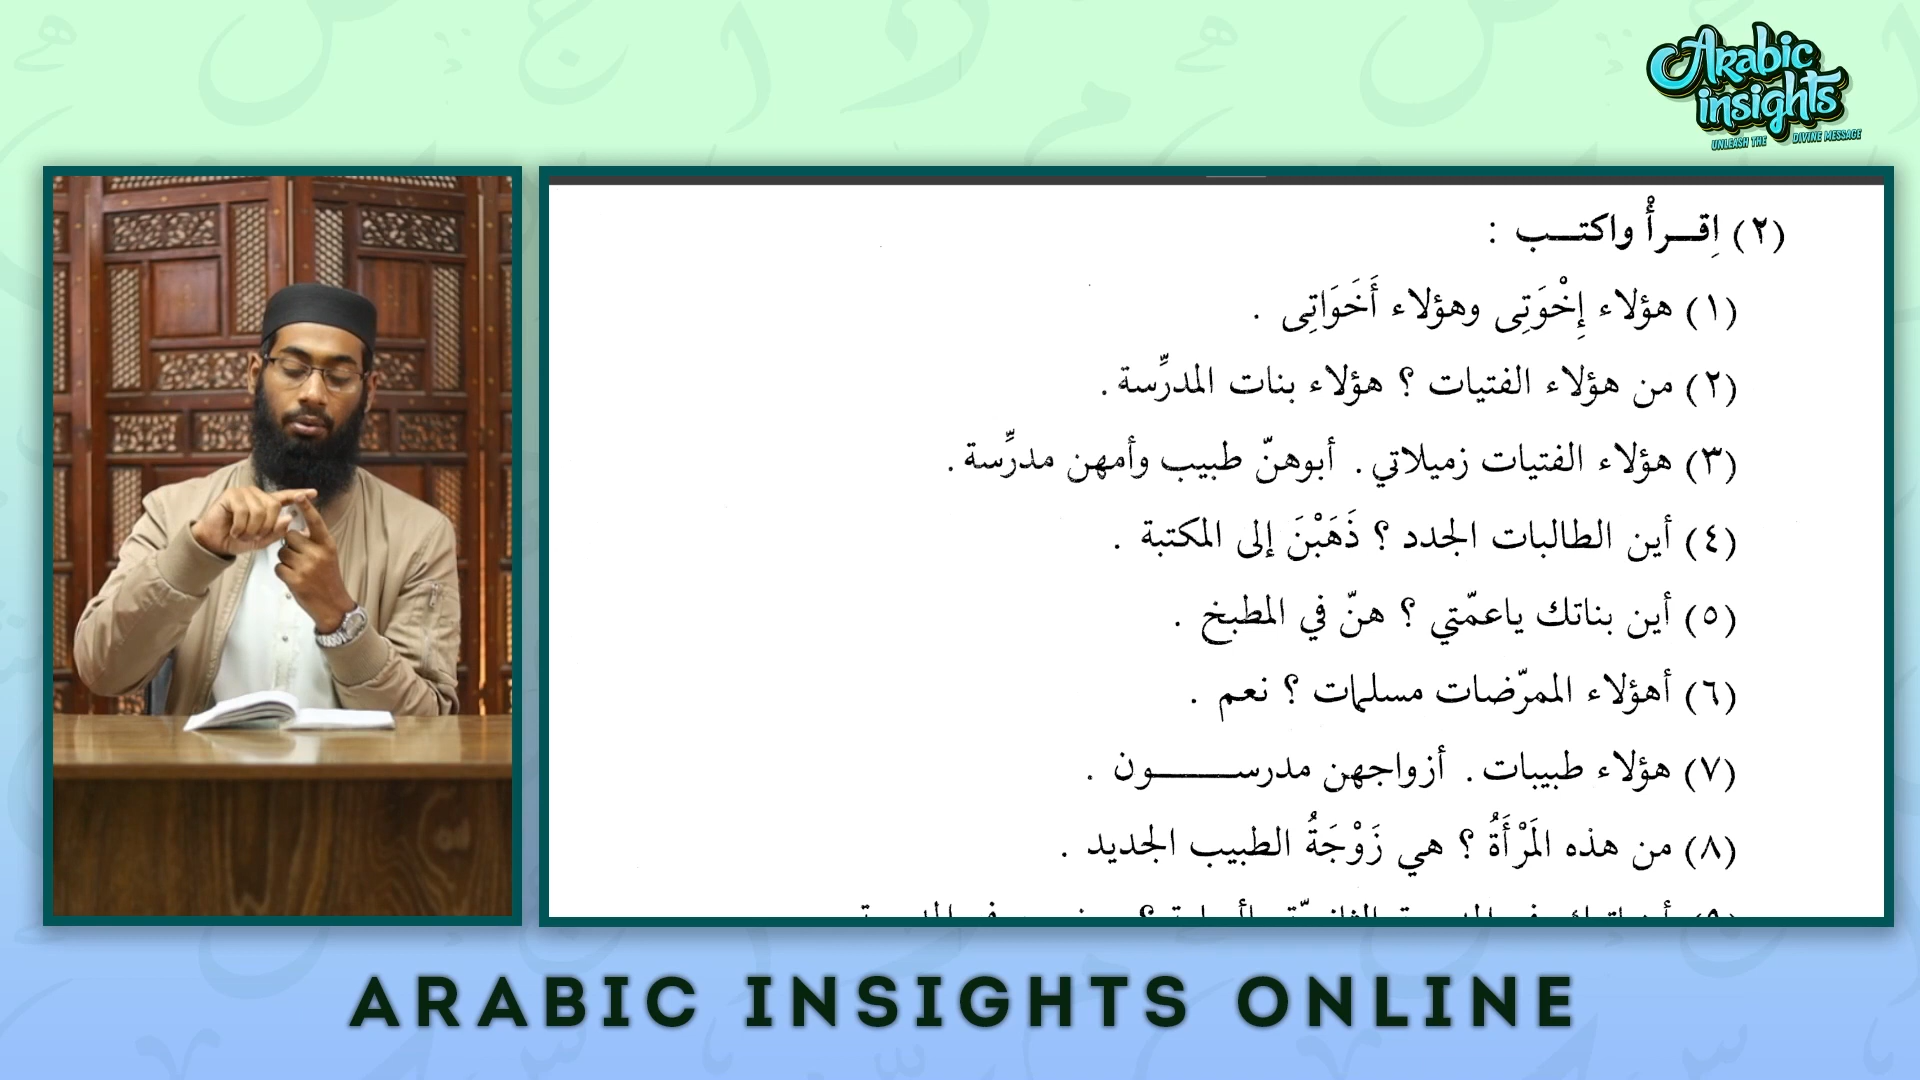 Arabic
insights
UNLEASH THE DIVINE MESSAGE
(٢) اِقـــرأْ واكتـــب :
(١) هؤلاء إِخْوَتِى وهؤلاء أَخَوَاتِى .
(٢) من هؤلاء الفتيات ؟ هؤلاء بنات المدرِّسة .
(٣) هؤلاء الفتيات زميلاتي . أبوهنّ طبيب وأمهن مدرِّسة .
(٤) أين الطالبات الجدد ؟ ذَهَبْنَ إلى المكتبة .
(٥) أين بناتك ياعمّتي ؟ هنّ في المطبخ .
(٦) أهؤلاء الممرّضات مسلمات ؟ نعم .
(٧) هؤلاء طبيبات . أزواجهن مدرســـــــون .
(٨) من هذه المَرْأَةُ ؟ هي زَوْجَةُ الطبيب الجديد .
ARABIC INSIGHTS ONLINE